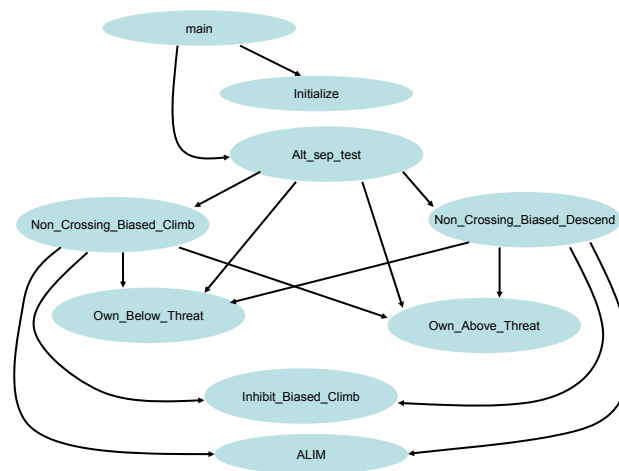 main
Initialize
Alt_sep_test
Non_Crossing_Biased_Climb
Non_Crossing_Biased_Descend
Own_Below_Threat
Own_Above_Threat
Inhibit_Biased_Climb
ALIM